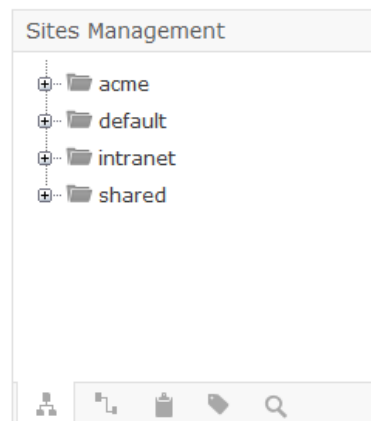 Sites Management
acme
default
intranet
shared